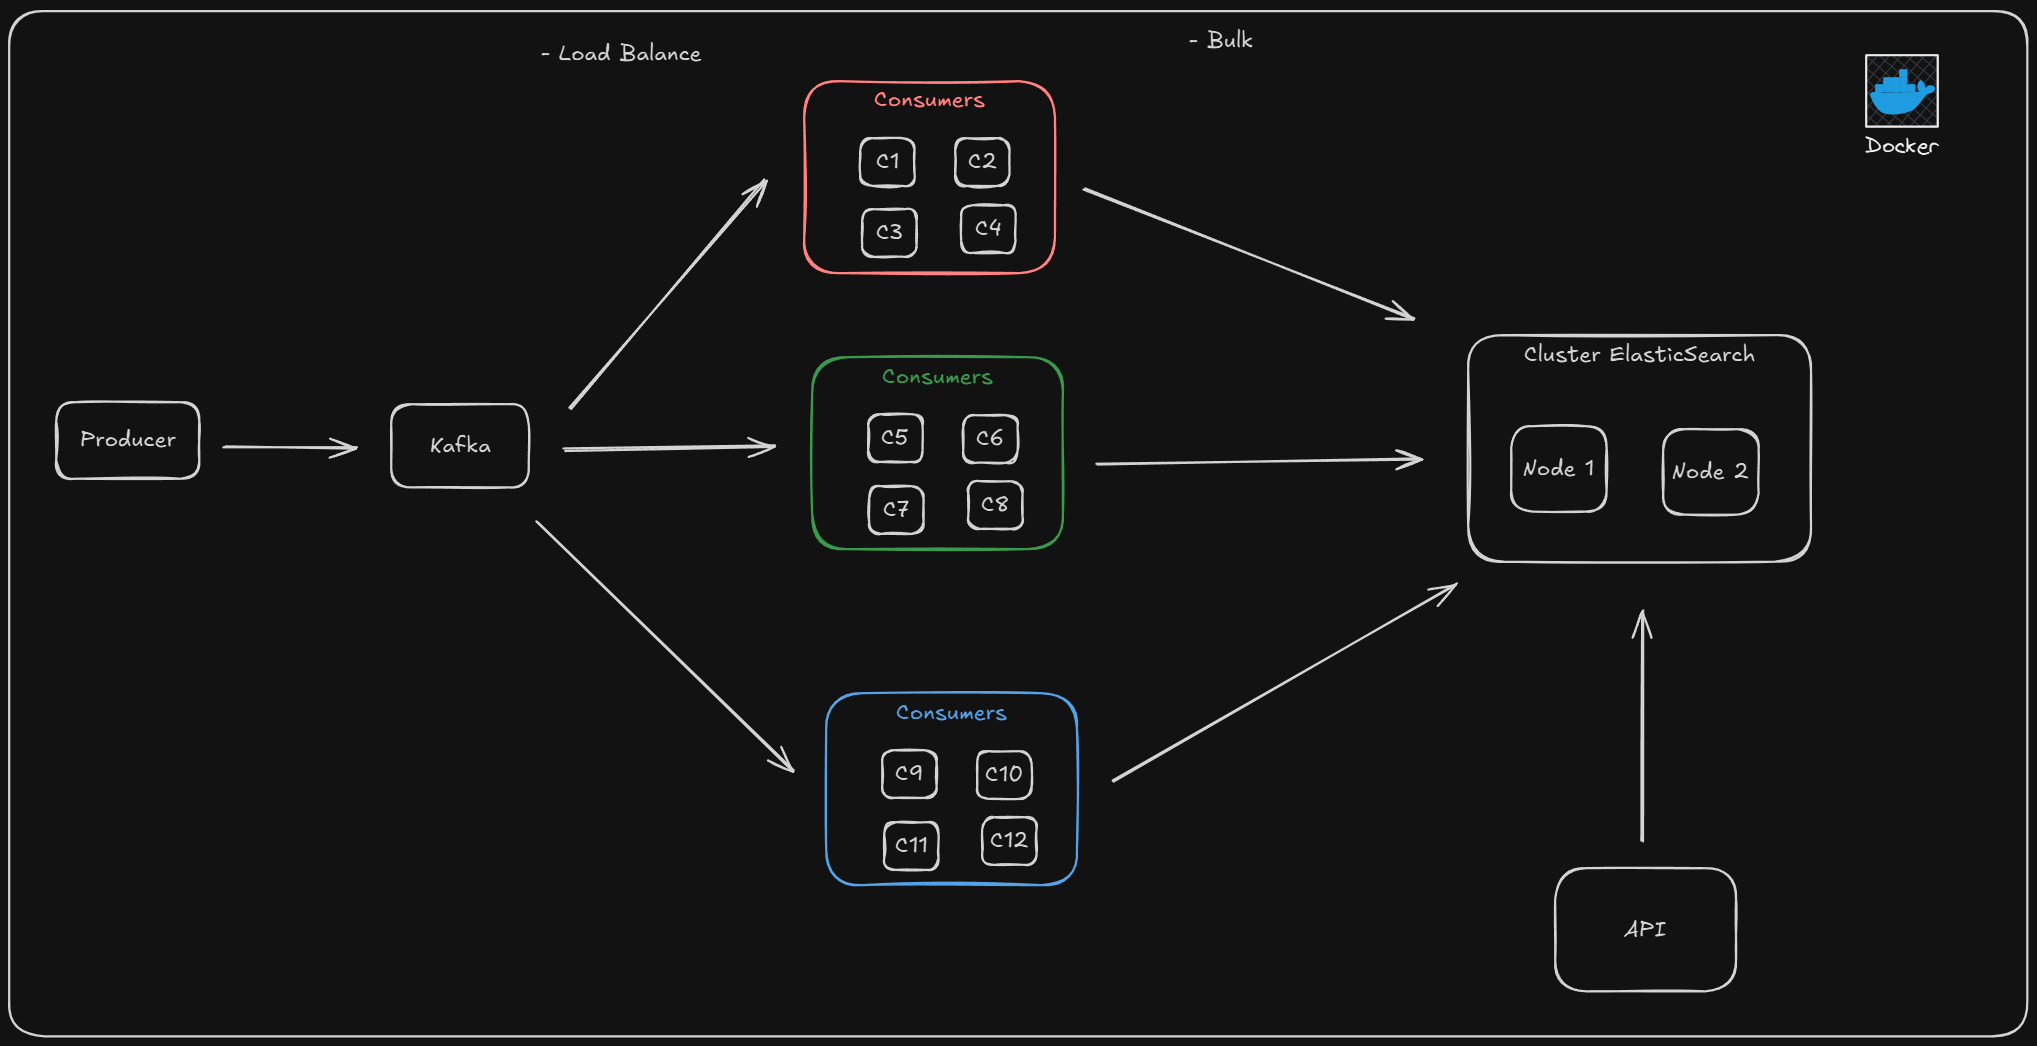 - Load Balance
- Bulk
Docker
Consumers
C1
C2
C3
C4
Producer
Kafka
Consumers
C5
C6
C7
C8
Cluster ElasticSearch
Node 1
Node 2
Consumers
C9
C10
C11
C12
API